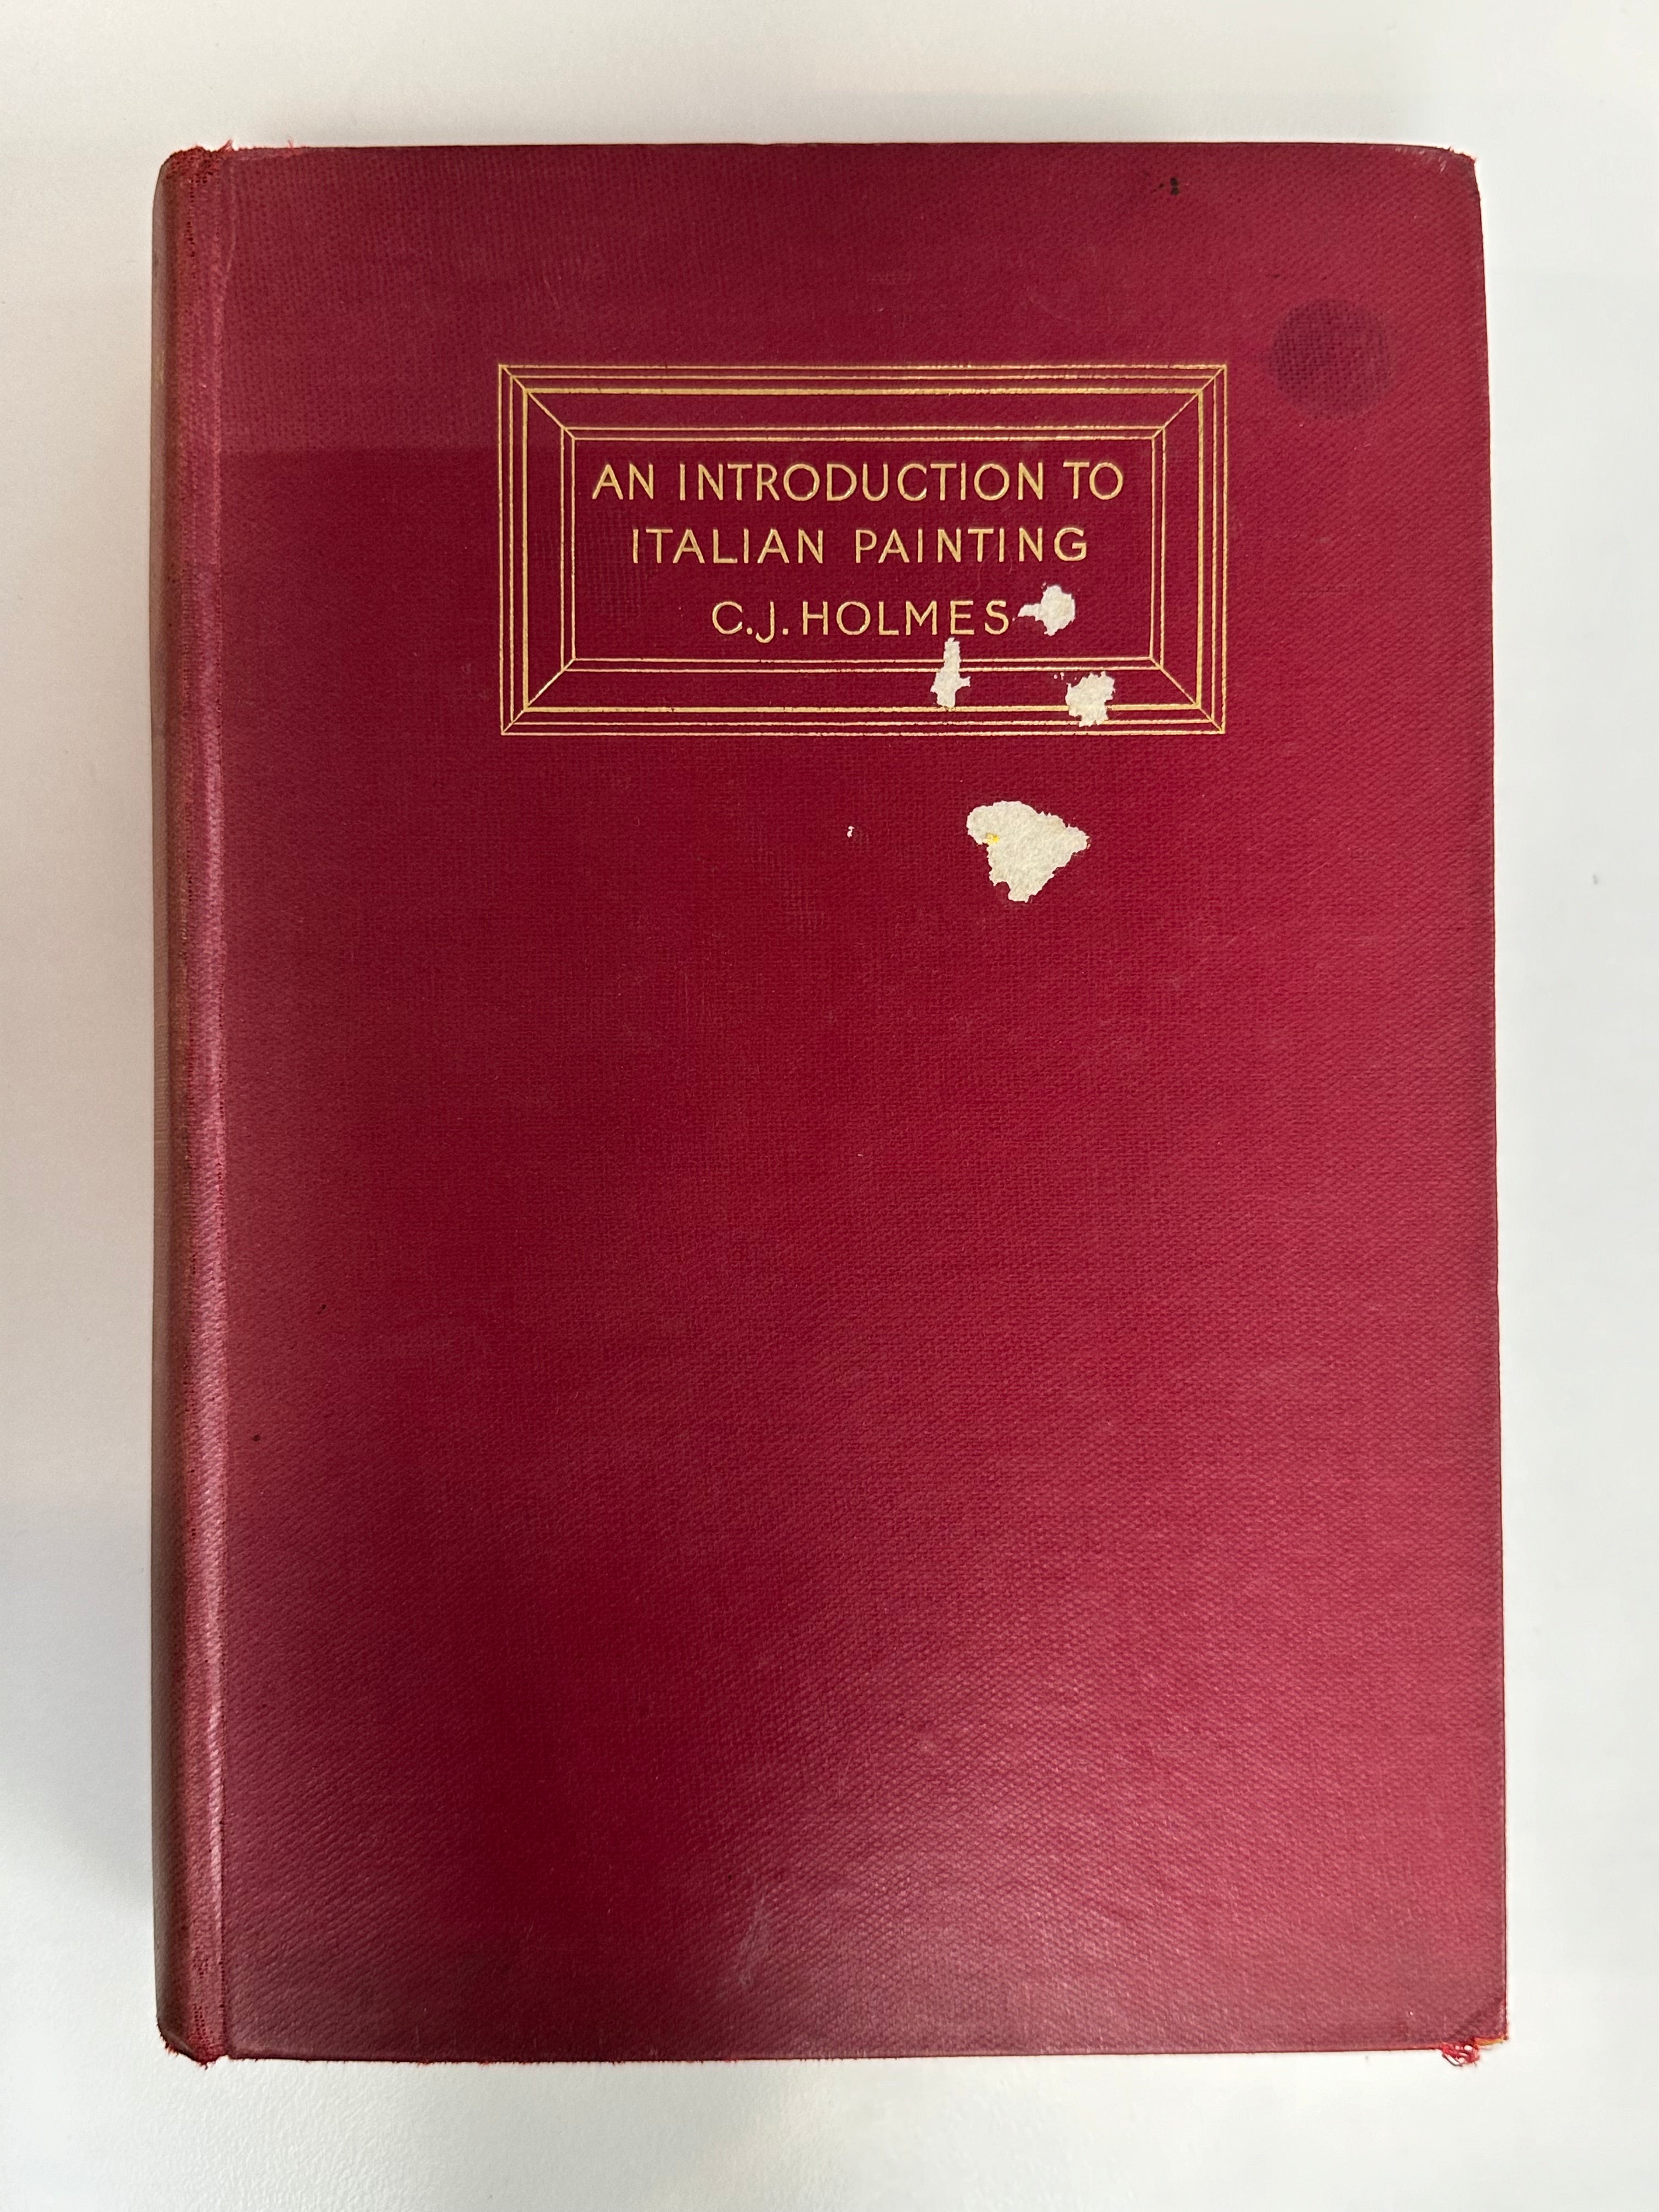 AN INTRODUCTION TO
ITALIAN PAINTING
C.J.HOLMES